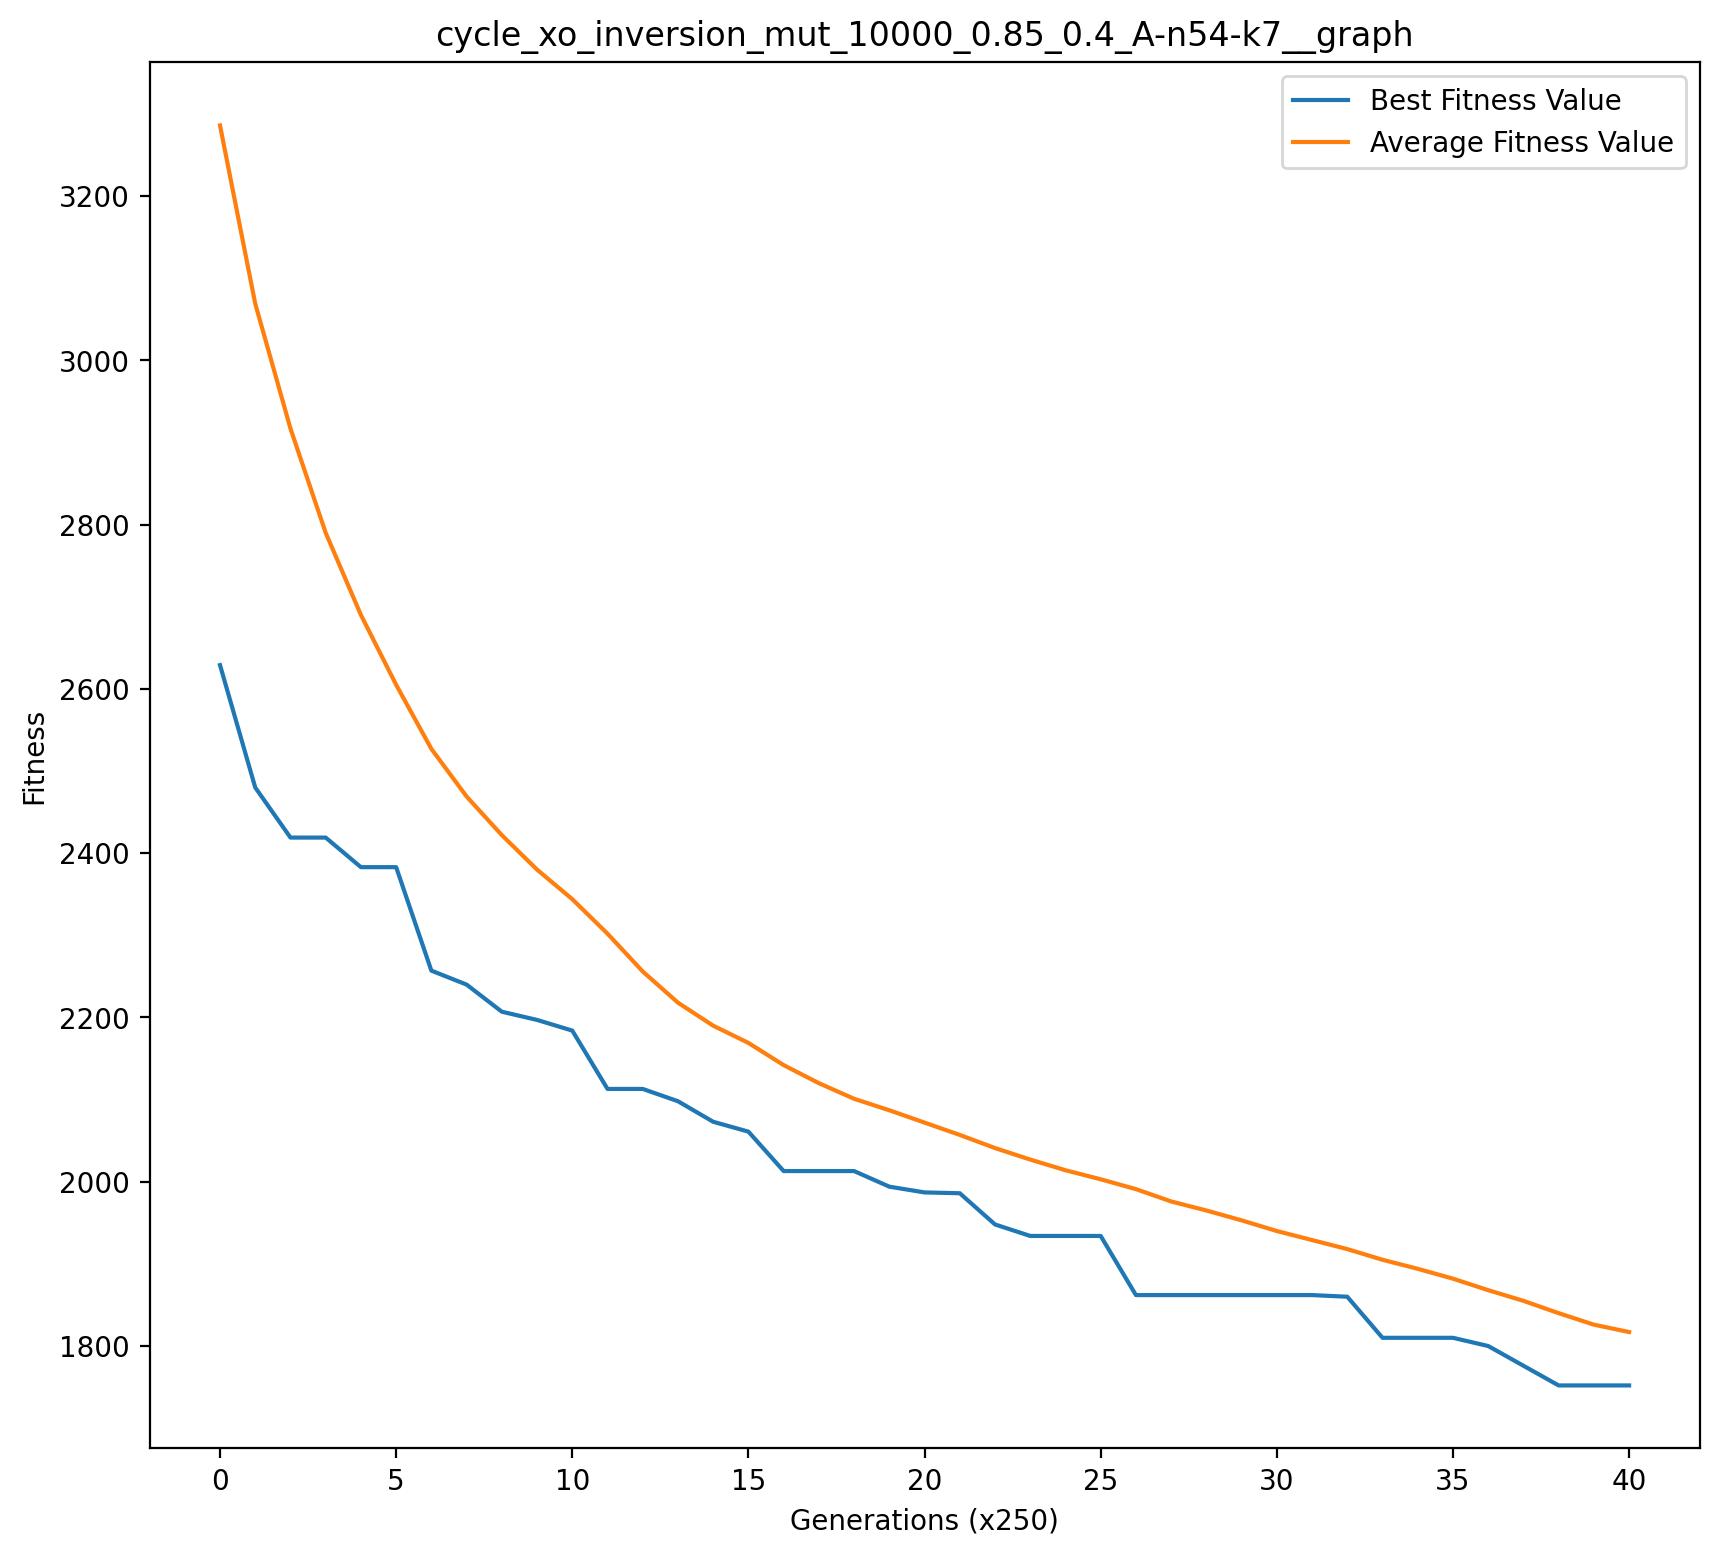 cycle_xo_inversion_mut_10000_0.85_0.4_A-n54-k7__graph
Best Fitness Value
Average Fitness Value
Fitness
3200
3000
2800
2600
2400
2200
2000
1800
0 5 10 15 20 25 30 35 40
Generations (x250)